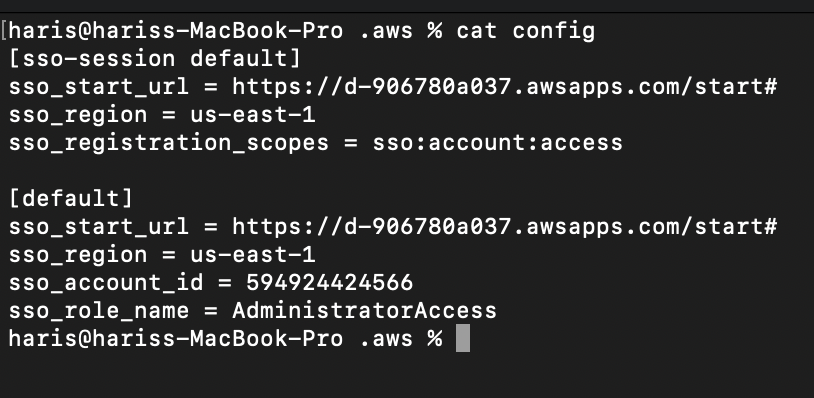 [haris@hariss-MacBook-Pro .aws % cat config
[sso-session default]
sso_start_url = https://d-906780a037.awsapps.com/start#
sso_region = us-east-1
sso_registration_scopes = sso:account:access

[default]
sso_start_url = https://d-906780a037.awsapps.com/start#
sso_region = us-east-1
sso_account_id = 594924424566
sso_role_name = AdministratorAccess
haris@hariss-MacBook-Pro .aws %